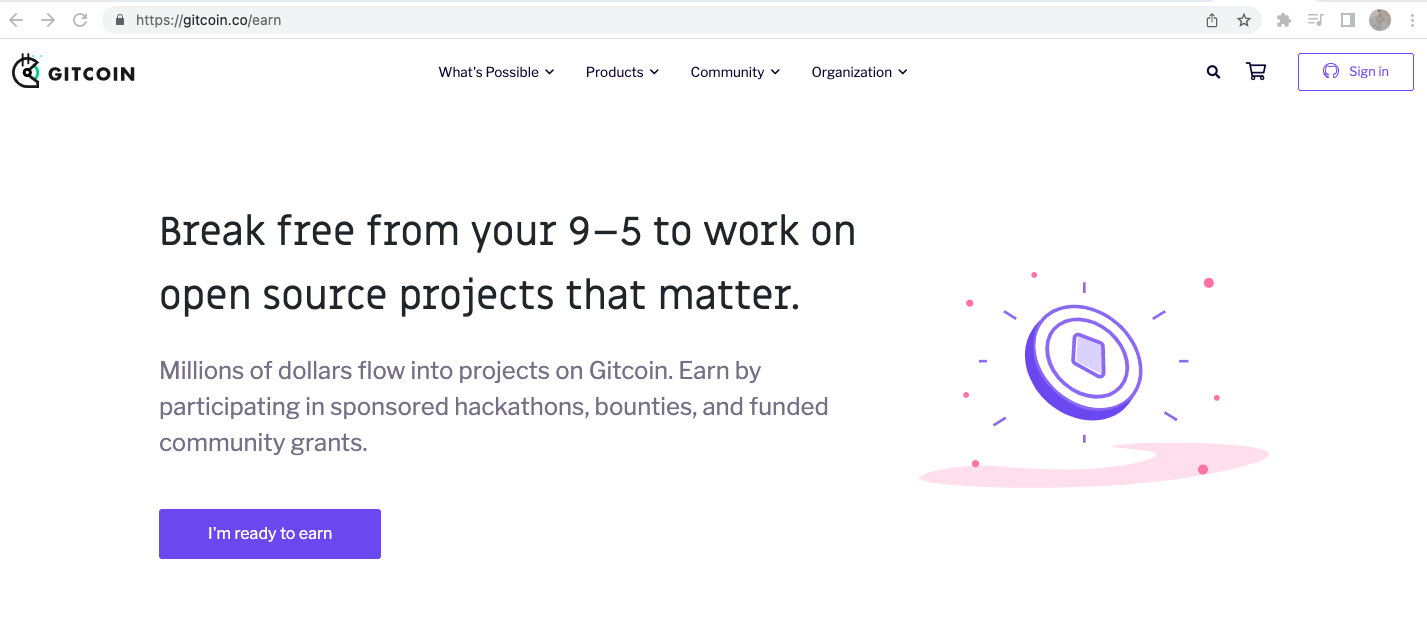 https://gitcoin.co/earn
GITCOIN
What's Possible
Products
Community
Organization
Sign in
Break free from your 9–5 to work on
open source projects that matter.
Millions of dollars flow into projects on Gitcoin. Earn by
participating in sponsored hackathons, bounties, and funded
community grants.
I'm ready to earn